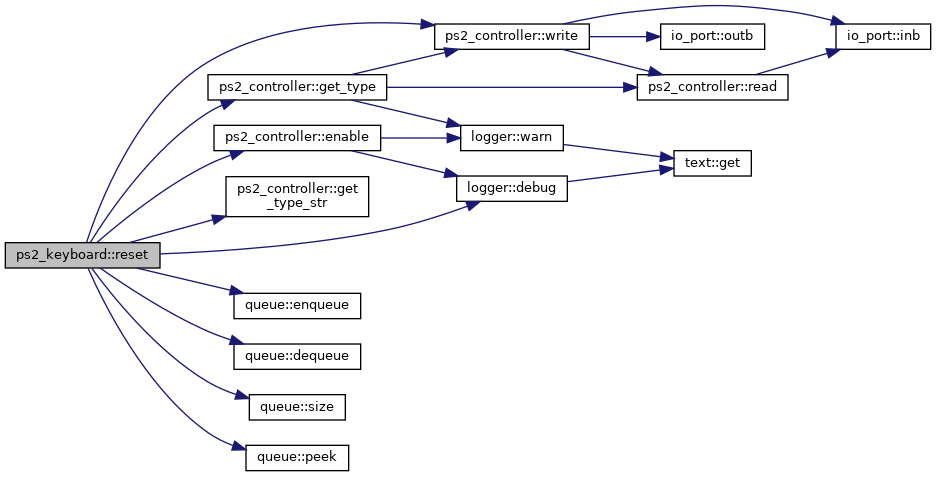 ps2_controller::write
io_port::outb
io_port::inb
ps2_controller::get_type
ps2_controller::read
ps2_controller::enable
logger::warn
text::get
ps2_controller::get
_type_str
logger::debug
ps2_keyboard::reset
queue::enqueue
queue::dequeue
queue::size
queue::peek